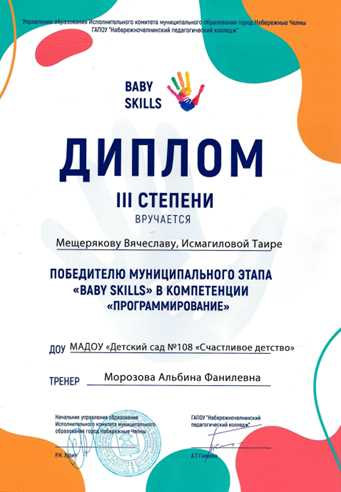 Управление образования Исполнительного комитета муниципального образования город Набережные Челны
ГАПОУ "Набережночелнинский педагогический колледж"
BABY
SKILLS
ДИПЛОМ
III СТЕПЕНИ
ВРУЧАЕТСЯ
Мещерякову Вячеславу, Исмагиловой Таире
ПОБЕДИТЕЛЮ МУНИЦИПАЛЬНОГО ЭТАПА
«BABY SKILLS» В КОМПЕТЕНЦИИ
«ПРОГРАММИРОВАНИЕ»
ДОУ МАДОУ «Детский сад №108 «Счастливое детство»
ТРЕНЕР Морозова Альбина Фанилевна
Начальник управления образования
Исполнительного комитета муниципального
образования город Набережные Челны
ГАПОУ "Набережночелнинский
педагогический колледж"